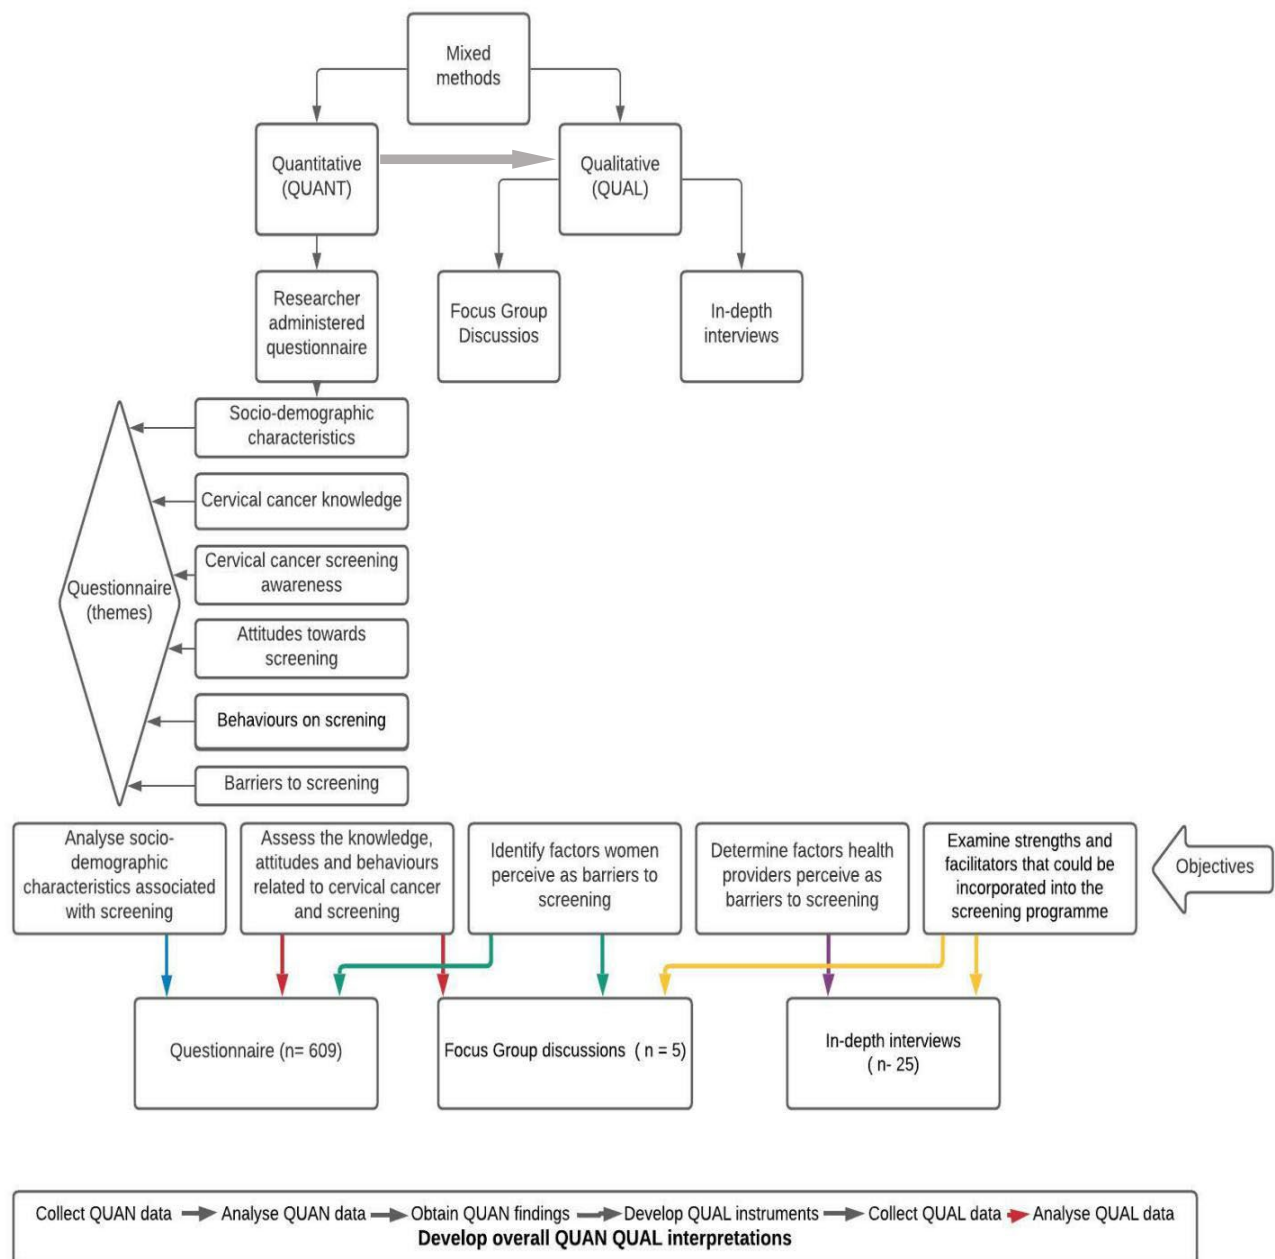 Mixed
methods
Quantitative
(QUANT)
Qualitative
(QUAL)
Researcher
administered
questionnaire
Focus Group
Discussios
In-depth
interviews
Socio-demographic
characteristics
Cervical cancer knowledge
Cervical cancer screening
awareness
Questionnaire
(themes)
Attitudes towards
screening
Behaviours on screning
Barriers to screening
Analyse socio-
demographic
characteristics associated
with screening
Assess the knowledge,
attitudes and behaviours
related to cervical cancer
and screening
Identify factors women
perceive as barriers to
screening
Determine factors health
providers perceive as
barriers to screening
Examine strengths and
facilitators that could be
incorporated into the
screening programme
Objectives
Questionnaire (n= 609)
Focus Group discussions ( n = 5)
In-depth interviews
( n- 25)
Collect QUAN data Analyse QUAN data Obtain QUAN findings Develop QUAL instruments Collect QUAL data Analyse QUAL data
Develop overall QUAN QUAL interpretations